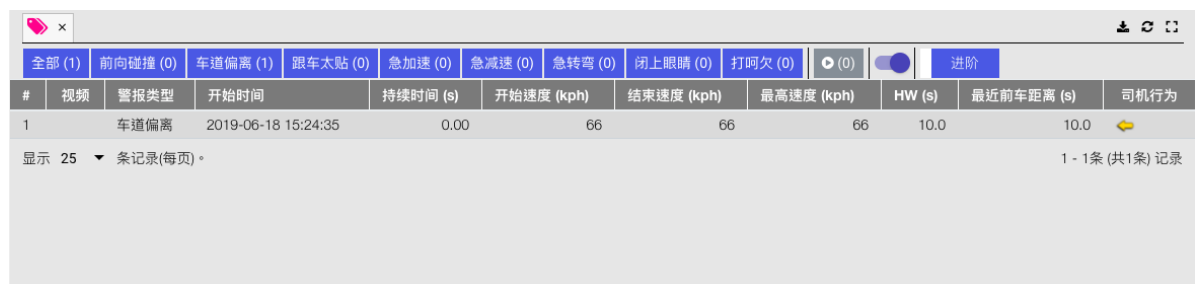 全部 (1) 前向碰撞 (0) 车道偏离 (1) 跟车太贴 (0) 急加速 (0) 急减速 (0) 急转弯 (0) 闭上眼睛 (0) 打呵欠 (0) (0) 进阶
# 视频 警报类型 开始时间 持续时间 (s) 开始速度 (kph) 结束速度 (kph) 最高速度 (kph) HW (s) 最近前车距离 (s) 司机行为
1 车道偏离 2019-06-18 15:24:35 0.00 66 66 66 10.0 10.0
显示 25 条记录(每页)。 1 - 1条 (共1条) 记录